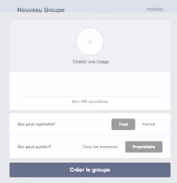 Nouveau Groupe
Choisir une image
Qui peut rejoindre? Tous Fermé
Qui peut publier? Tous les membres Propriétaire
Créer le groupe